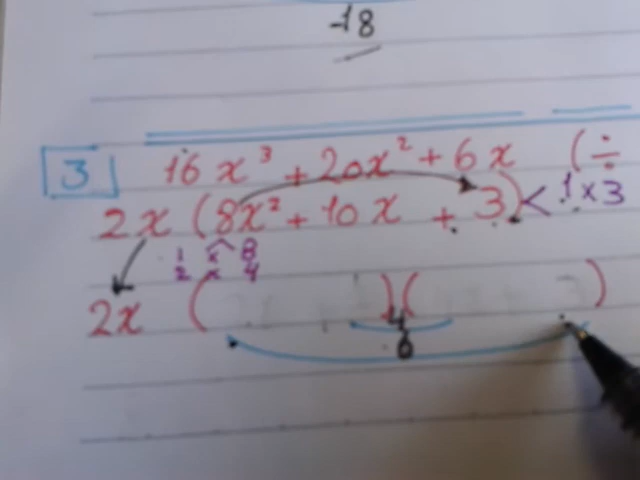 -18
3 16x³ + 20x² + 6x (÷
2x (8x² + 10x + 3) < 1 x 3
1 x 8
2 x 4
2x ( )( )
4
6